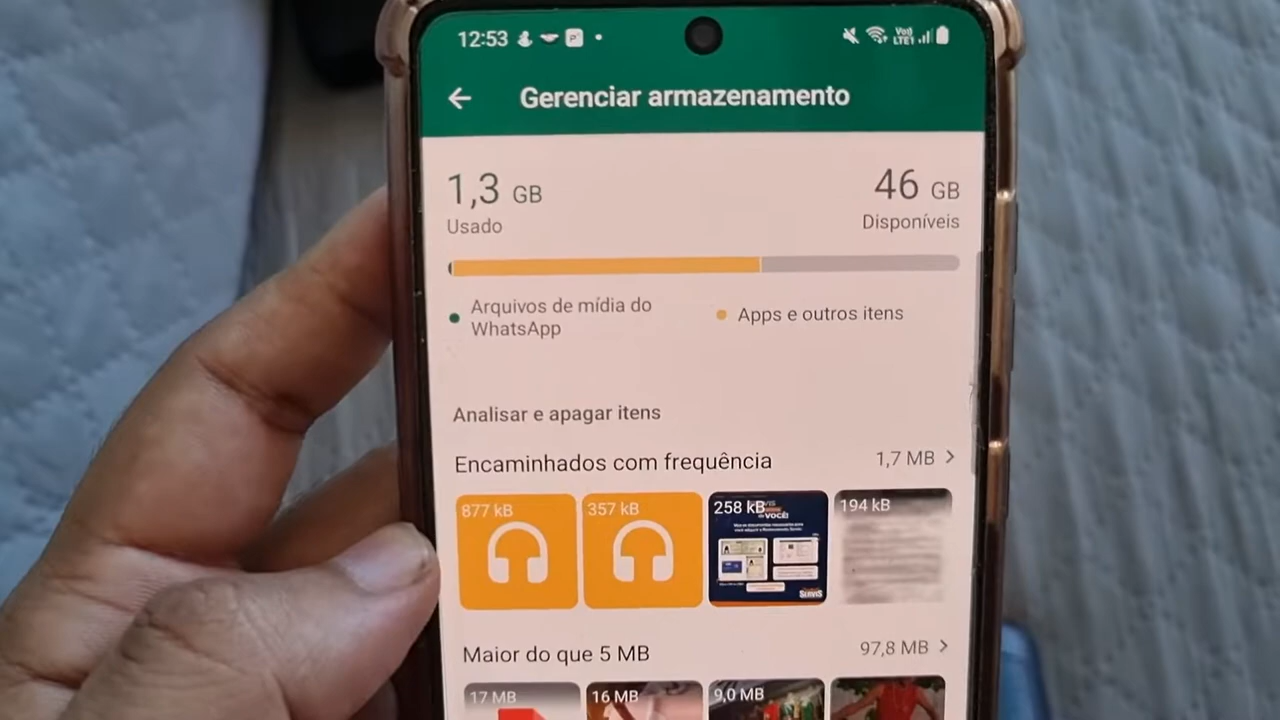 12:53
Gerenciar armazenamento
1,3 GB
46 GB
Usado
Disponíveis
Arquivos de mídia do
WhatsApp
Apps e outros itens
Analisar e apagar itens
Encaminhados com frequência
1,7 MB
877 kB
357 kB
258 kB
194 kB
VOCÊ!
SERVIS
Maior do que 5 MB
97,8 MB
17 MB
16 MB
9,0 MB